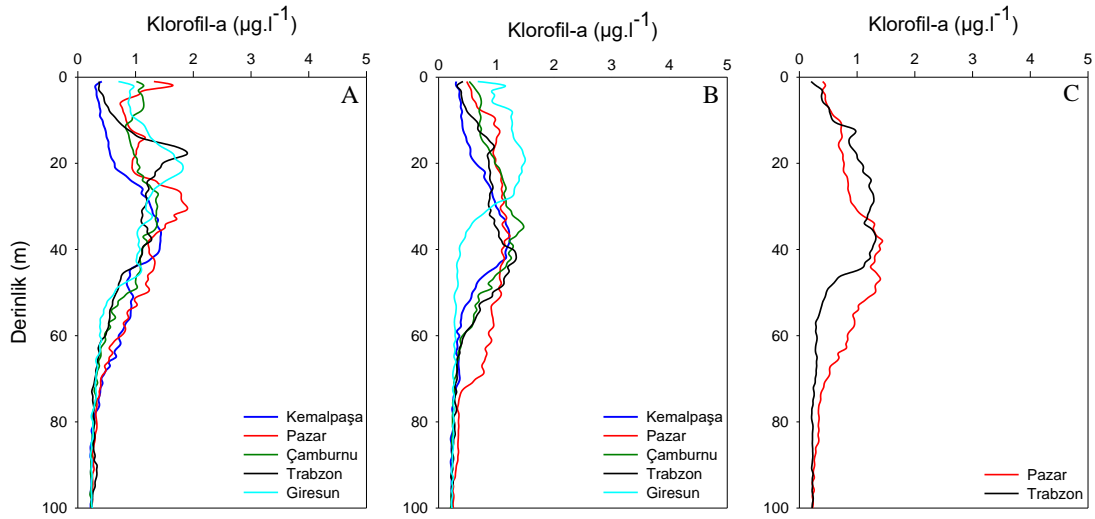 Klorofil-a (µg.l⁻¹)
0 1 2 3 4 5
0
20
40
60
80
100
Derinlik (m)
A
Kemalpaşa
Pazar
Çamburnu
Trabzon
Giresun
Klorofil-a (µg.l⁻¹)
0 1 2 3 4 5
0
20
40
60
80
100
B
Kemalpaşa
Pazar
Çamburnu
Trabzon
Giresun
Klorofil-a (µg.l⁻¹)
0 1 2 3 4 5
0
20
40
60
80
100
C
Pazar
Trabzon